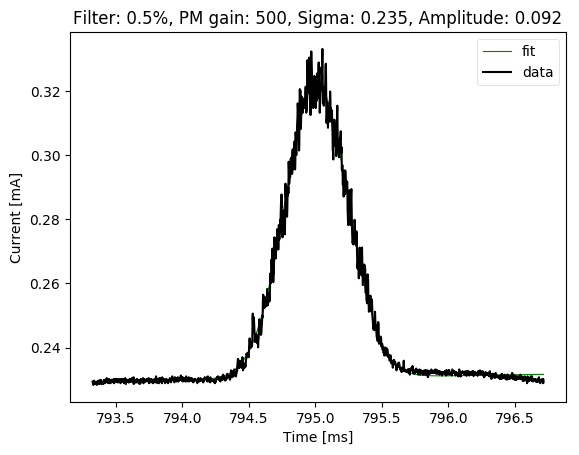 Filter: 0.5%, PM gain: 500, Sigma: 0.235, Amplitude: 0.092
fit
data
Current [mA]
0.32
0.30
0.28
0.26
0.24
793.5 794.0 794.5 795.0 795.5 796.0 796.5
Time [ms]